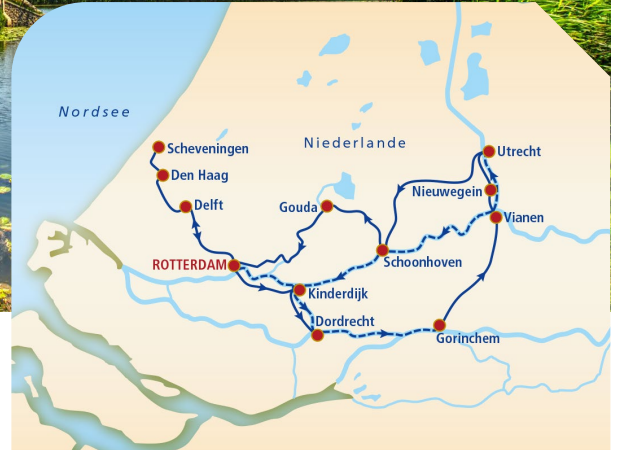 Nordsee
Niederlande
Scheveningen
Utrecht
Den Haag
Nieuwegein
Delft
Gouda
Vianen
ROTTERDAM
Schoonhoven
Kinderdijk
Dordrecht
Gorinchem